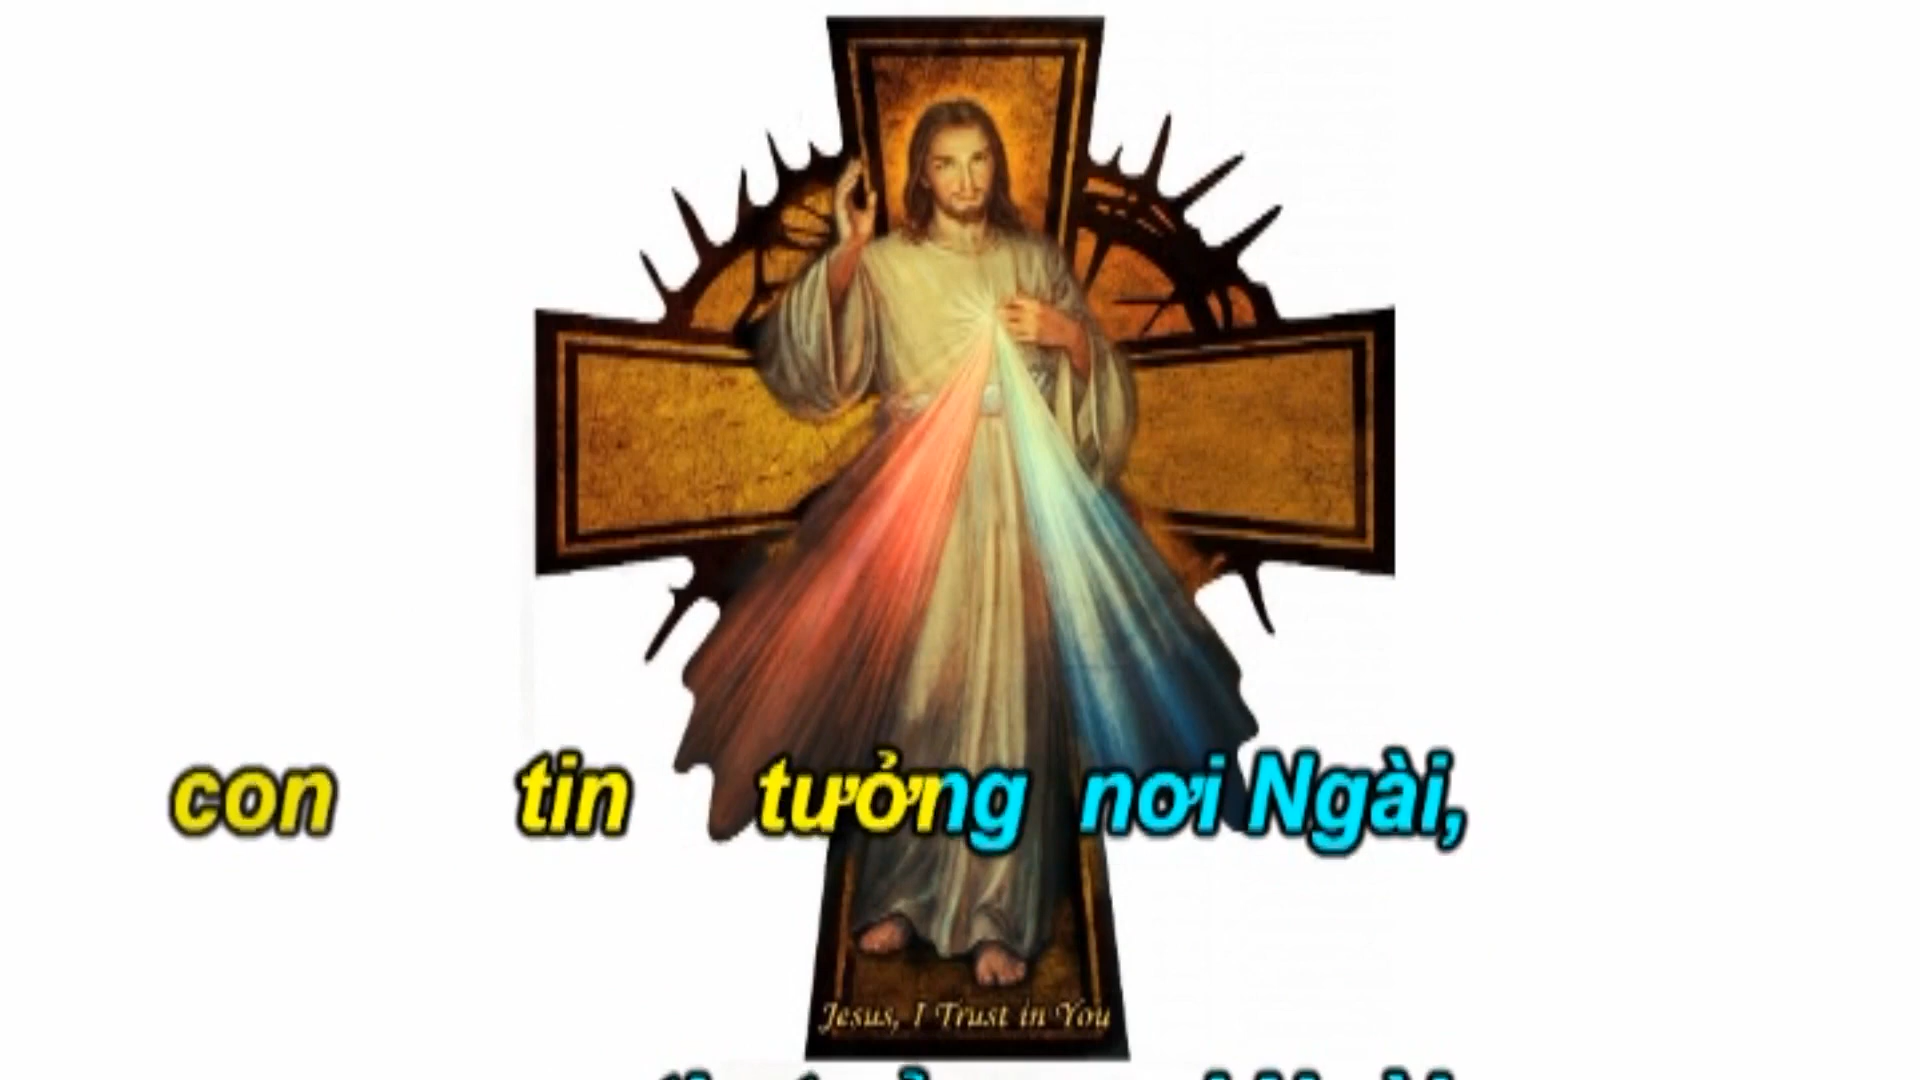 con tin tưởng nơi Ngài,
Jesus, I Trust in You